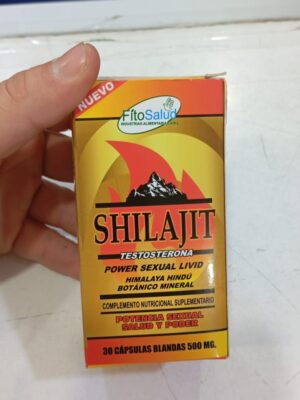 NUEVO
FitoSalud
SHILAJIT
TESTOSTERONA
POWER SEXUAL LIVID
HIMALAYA HINDÚ
BOTÁNICO MINERAL
COMPLEMENTO NUTRICIONAL SUPLEMENTARIO
POTENCIA SEXUAL
SALUD Y PODER
30 CÁPSULAS BLANDAS 500 MG.